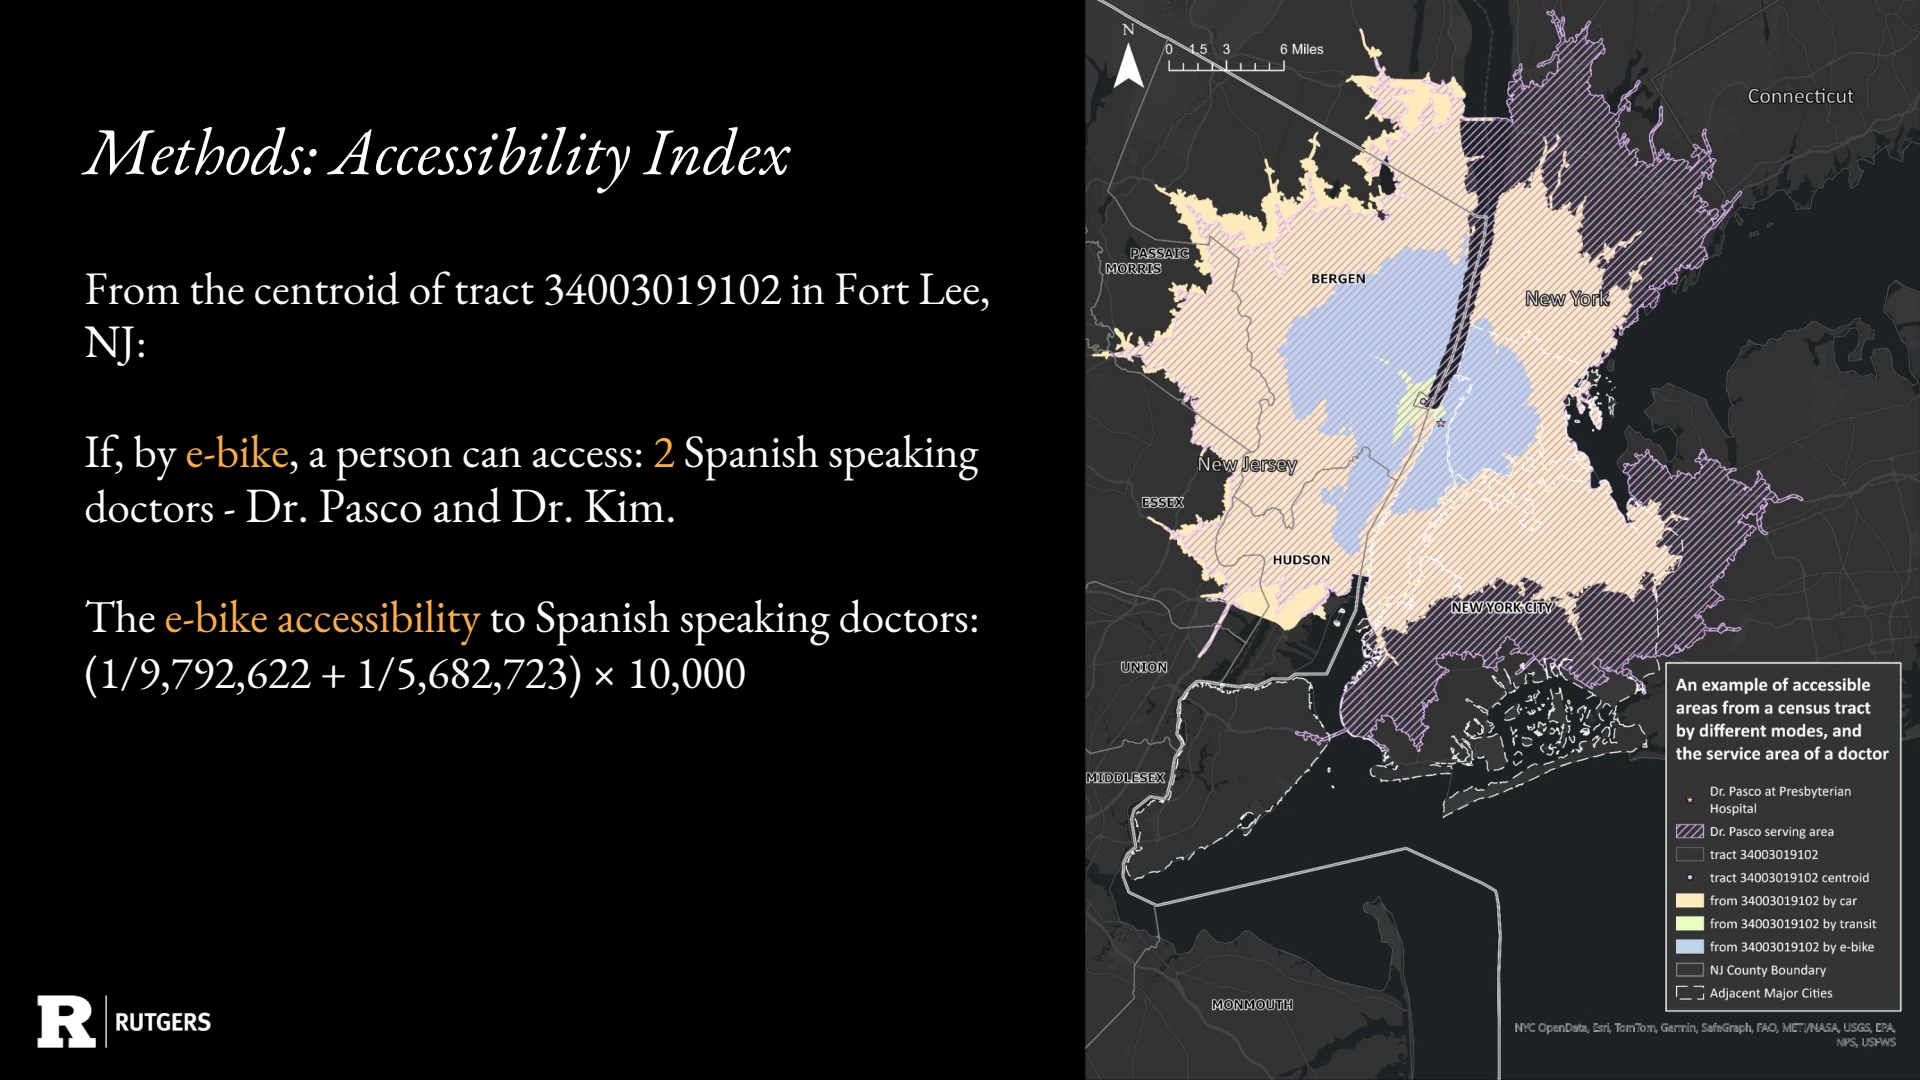 Methods: Accessibility Index
From the centroid of tract 34003019102 in Fort Lee,
NJ:
If, by e-bike, a person can access: 2 Spanish speaking
doctors - Dr. Pasco and Dr. Kim.
The e-bike accessibility to Spanish speaking doctors:
(1/9,792,622 + 1/5,682,723) × 10,000
R RUTGERS
N
0 1.5 3 6 Miles
Connecticut
PASSAIC
MORRIS
BERGEN
New York
New Jersey
ESSEX
HUDSON
NEW YORK CITY
UNION
MIDDLESEX
MONMOUTH
An example of accessible
areas from a census tract
by different modes, and
the service area of a doctor
Dr. Pasco at Presbyterian
Hospital
Dr. Pasco serving area
tract 34003019102
tract 34003019102 centroid
from 34003019102 by car
from 34003019102 by transit
from 34003019102 by e-bike
NJ County Boundary
Adjacent Major Cities
NYC OpenData, Esri, TomTom, Garmin, SafeGraph, FAO, METI/NASA, USGS, EPA,
NPS, USFWS